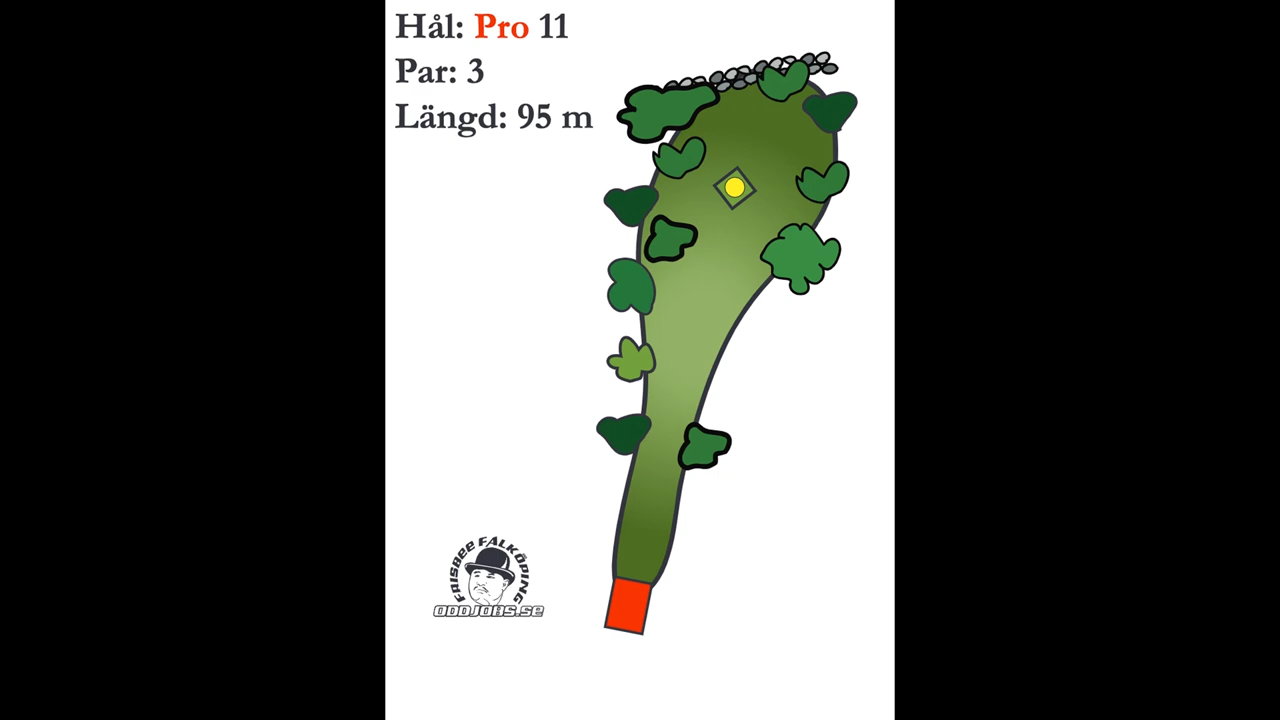 Hål: Pro 11
Par: 3
Längd: 95 m
FRISBEE FALKÖPING
ODDJOBS.SE